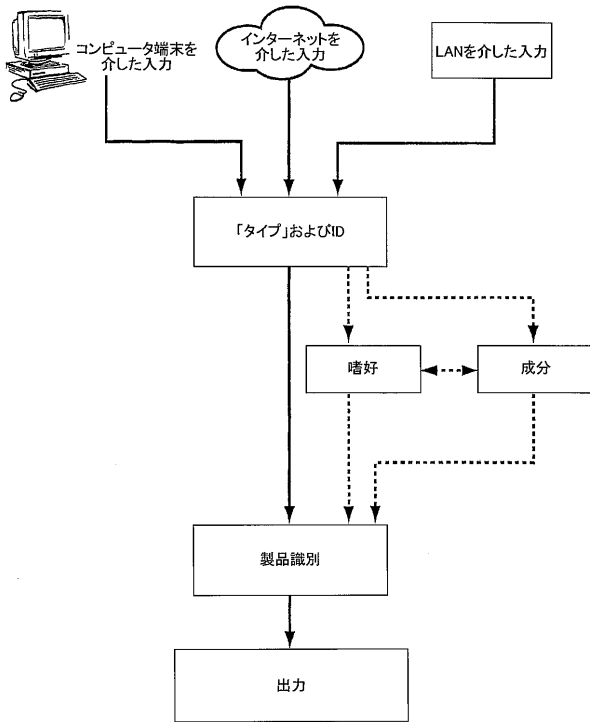 コンピュータ端末を
介した入力
インターネットを
介した入力
LANを介した入力
「タイプ」およびID
嗜好
成分
製品識別
出力